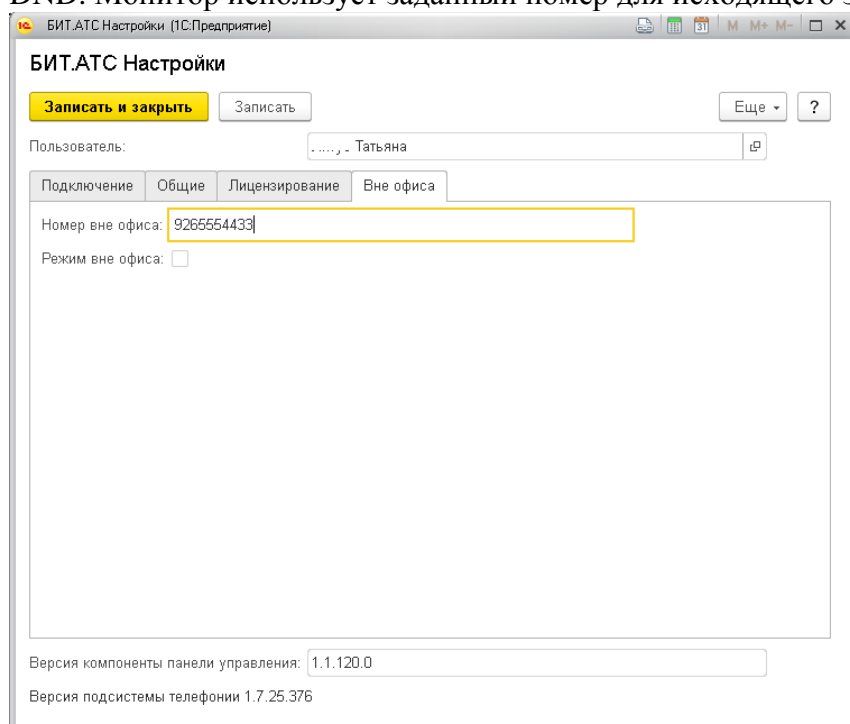 DND. Монитор использует заданный номер для исходящего з
БИТ.АТС Настройки (1С:Предприятие)
M M+ M-
БИТ.АТС Настройки
Записать и закрыть Записать Еще ?
Пользователь: Татьяна
Подключение Общие Лицензирование Вне офиса
Номер вне офиса: 9265554433
Режим вне офиса:
Версия компоненты панели управления: 1.1.120.0
Версия подсистемы телефонии 1.7.25.376